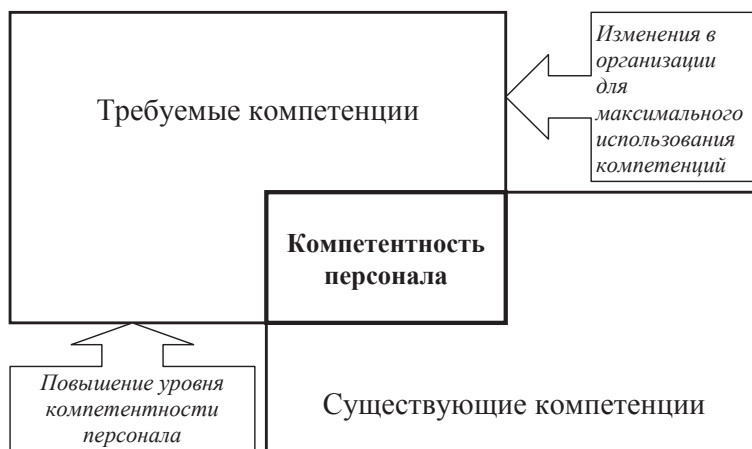 Требуемые компетенции
Изменения в
организации
для
максимального
использования
компетенций
Компетентность
персонала
Повышение уровня
компетентности
персонала
Существующие компетенции